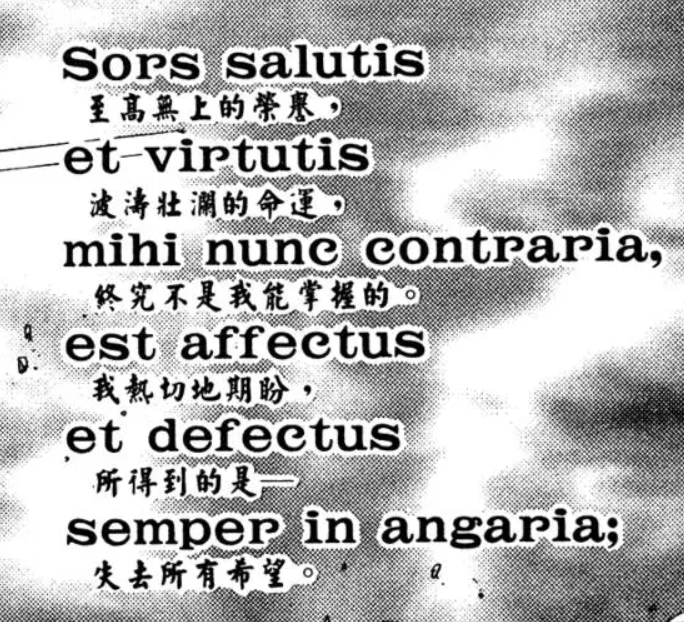 Sors salutis
至高無上的榮譽，
et virtutis
波濤壯瀾的命運，
mihi nunc contraria,
終究不是我能掌握的。
est affectus
我熱切地期盼，
et defectus
所得到的是—
semper in angaria;
失去所有希望。